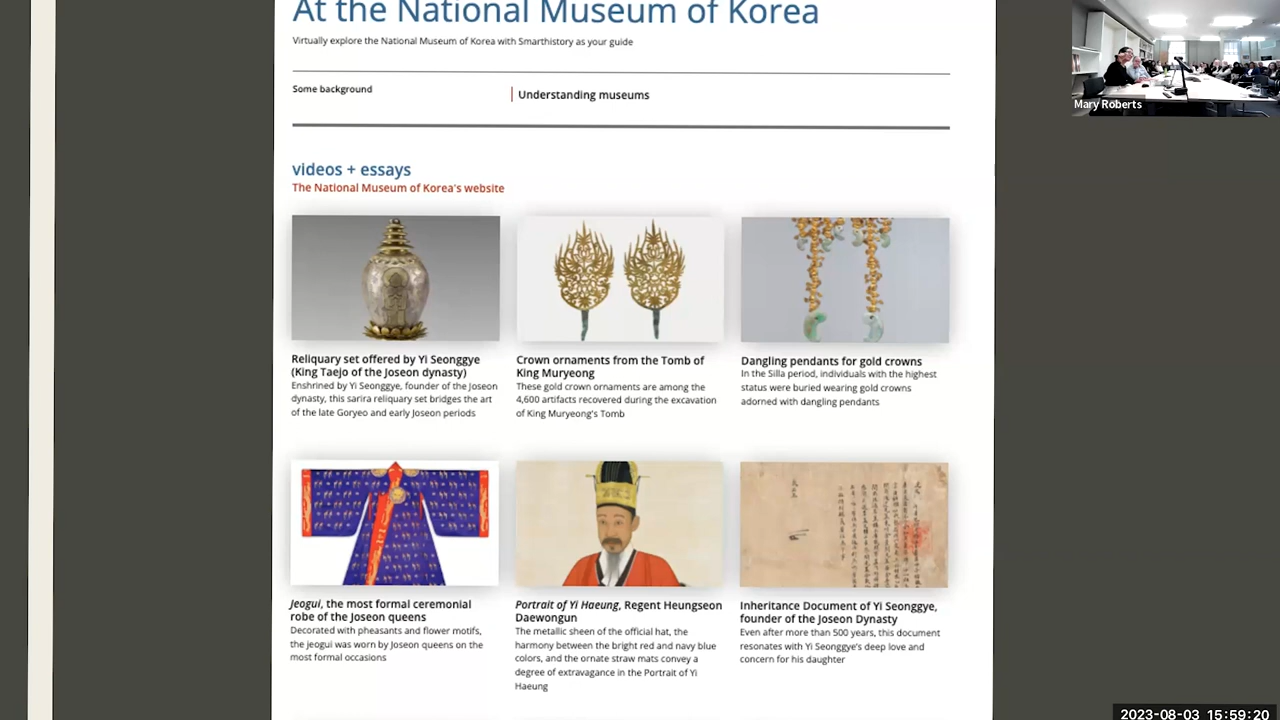 At the National Museum of Korea
Virtually explore the National Museum of Korea with Smarthistory as your guide
Some background
Understanding museums
videos + essays
The National Museum of Korea's website
Reliquary set offered by Yi Seonggye
(King Taejo of the Joseon dynasty)
Enshrined by Yi Seonggye, founder of the Joseon
dynasty, this sarira reliquary set bridges the art
of the late Goryeo and early Joseon periods
Crown ornaments from the Tomb of
King Muryeong
These gold crown ornaments are among the
4,600 artifacts recovered during the excavation
of King Muryeong's Tomb
Dangling pendants for gold crowns
In the Silla period, individuals with the highest
status were buried wearing gold crowns
adorned with dangling pendants
Jeogui, the most formal ceremonial
robe of the Joseon queens
Decorated with pheasants and flower motifs,
the jeogui was worn by Joseon queens on the
most formal occasions
Portrait of Yi Haeung, Regent Heungseon
Daewongun
The metallic sheen of the official hat, the
harmony between the bright red and navy blue
colors, and the ornate straw mats convey a
degree of extravagance in the Portrait of Yi
Haeung
Inheritance Document of Yi Seonggye,
founder of the Joseon Dynasty
Even after more than 500 years, this document
resonates with Yi Seonggye's deep love and
concern for his daughter
Mary Roberts
2023-08-03 15:59:20